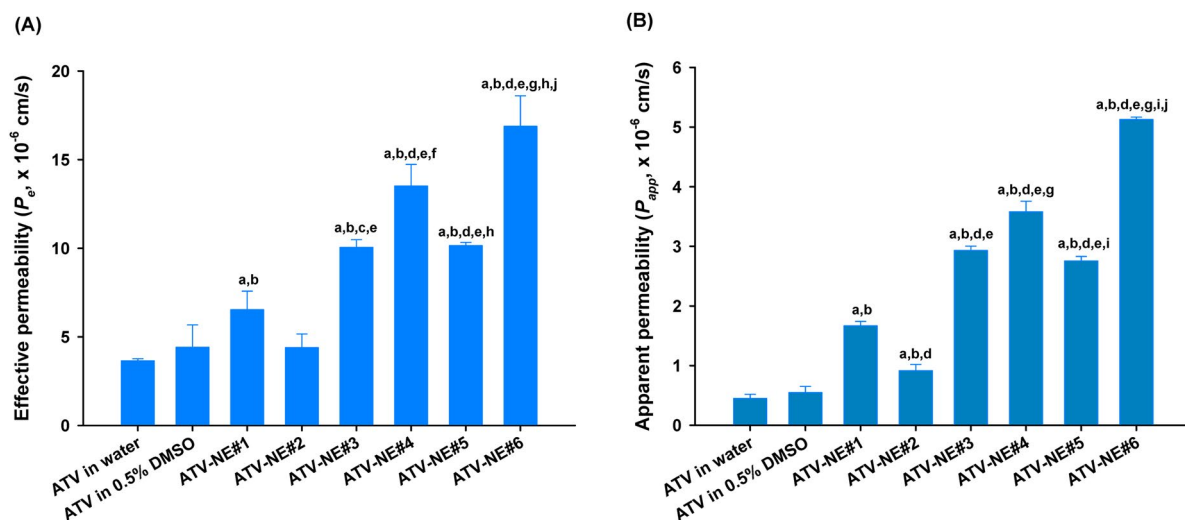 (A)
Effective permeability (Pe, x 10-6 cm/s)
20
15
10
5
0
a,b
a,b,c,e
a,b,d,e,f
a,b,d,e,h
a,b,d,e,g,h,j
ATV in water
ATV in 0.5% DMSO
ATV-NE#1
ATV-NE#2
ATV-NE#3
ATV-NE#4
ATV-NE#5
ATV-NE#6
(B)
Apparent permeability (Papp, x 10-6 cm/s)
6
5
4
3
2
1
0
a,b
a,b,d
a,b,d,e
a,b,d,e,g
a,b,d,e,i
a,b,d,e,g,i,j
ATV in water
ATV in 0.5% DMSO
ATV-NE#1
ATV-NE#2
ATV-NE#3
ATV-NE#4
ATV-NE#5
ATV-NE#6